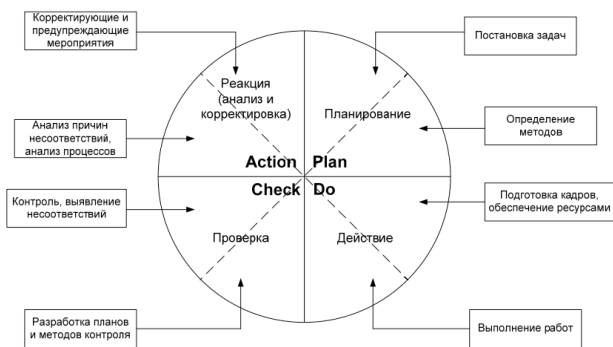 Корректирующие и
предупреждающие
мероприятия
Постановка задач
Реакция
(анализ и
корректировка)
Планирование
Анализ причин
несоответствий,
анализ процессов
Определение
методов
Action Plan
Check Do
Контроль, выявление
несоответствий
Подготовка кадров,
обеспечение ресурсами
Проверка
Действие
Разработка планов
и методов контроля
Выполнение работ